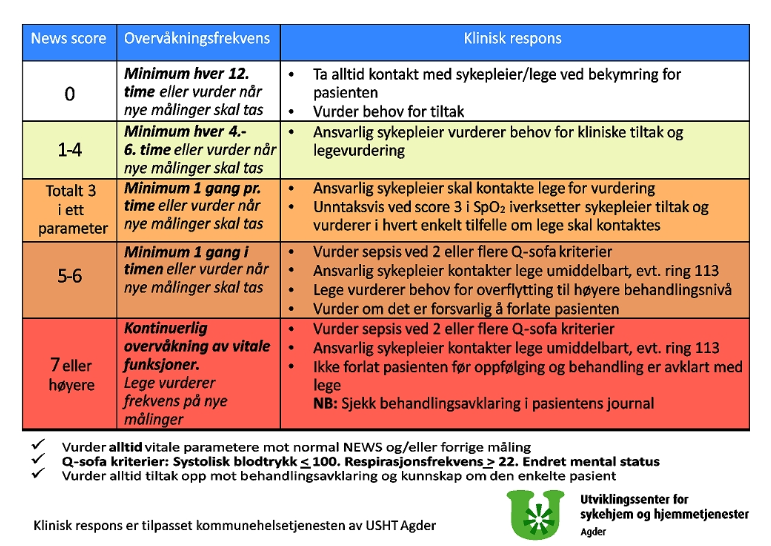 News score Overvåkningsfrekvens Klinisk respons
0
Minimum hver 12.
time eller vurder når
nye målinger skal tas
• Ta alltid kontakt med sykepleier/lege ved bekymring for
pasienten
• Vurder behov for tiltak
1-4
Minimum hver 4.-
6. time eller vurder når
nye målinger skal tas
• Ansvarlig sykepleier vurderer behov for kliniske tiltak og
legevurdering
Totalt 3
i ett
parameter
Minimum 1 gang pr.
time eller vurder når
nye målinger skal tas
• Ansvarlig sykepleier skal kontakte lege for vurdering
• Unntaksvis ved score 3 i SpO₂ iverksetter sykepleier tiltak og
vurderer i hvert enkelt tilfelle om lege skal kontaktes
5-6
Minimum 1 gang i
timen eller vurder når
nye målinger skal tas
• Vurder sepsis ved 2 eller flere Q-sofa kriterier
• Ansvarlig sykepleier kontakter lege umiddelbart, evt. ring 113
• Lege vurderer behov for overflytting til høyere behandlingsnivå
• Vurder om det er forsvarlig å forlate pasienten
7 eller
høyere
Kontinuerlig
overvåkning av vitale
funksjoner.
Lege vurderer
frekvens på nye
målinger
• Vurder sepsis ved 2 eller flere Q-sofa kriterier
• Ansvarlig sykepleier kontakter lege umiddelbart, evt. ring 113
• Ikke forlat pasienten før oppfølging og behandling er avklart med
lege
NB: Sjekk behandlingsavklaring i pasientens journal
✓ Vurder alltid vitale parametere mot normal NEWS og/eller forrige måling
✓ Q-sofa kriterier: Systolisk blodtrykk ≤ 100. Respirasjonsfrekvens ≥ 22. Endret mental status
✓ Vurder alltid tiltak opp mot behandlingsavklaring og kunnskap om den enkelte pasient
Klinisk respons er tilpasset kommunehelsetjenesten av USHT Agder
Utviklingssenter for
sykehjem og hjemmetjenester
Agder